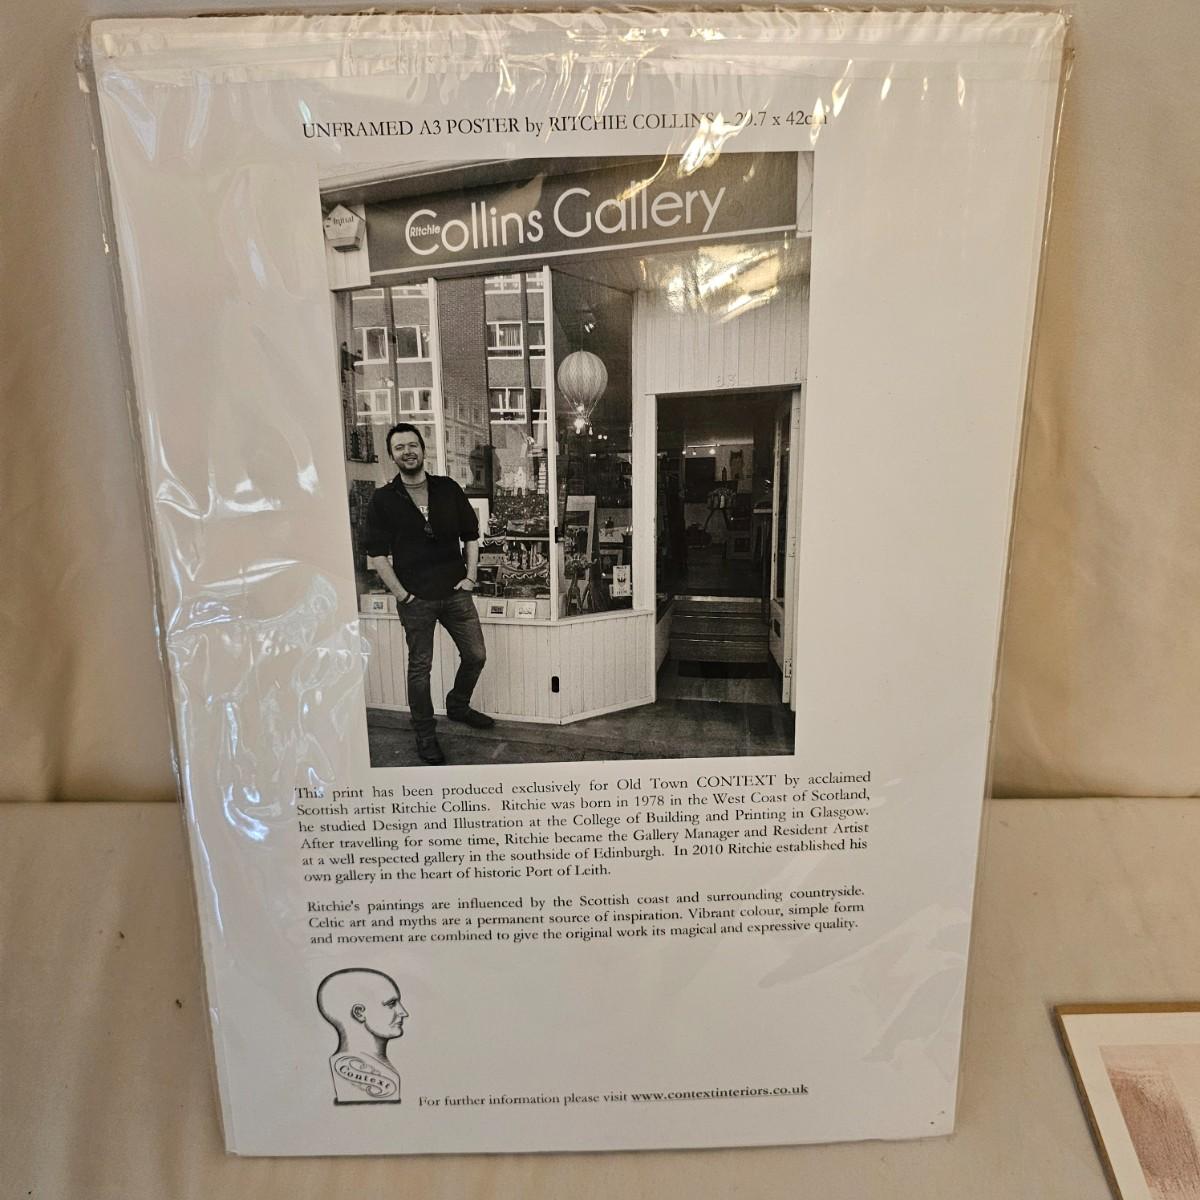 UNFRAMED A3 POSTER by RITCHIE COLLINS - 29.7 x 42cm
Initial
Ritchie
Collins Gallery
83
This print has been produced exclusively for Old Town CONTEXT by acclaimed
Scottish artist Ritchie Collins. Ritchie was born in 1978 in the West Coast of Scotland,
he studied Design and Illustration at the College of Building and Printing in Glasgow.
After travelling for some time, Ritchie became the Gallery Manager and Resident Artist
at a well respected gallery in the southside of Edinburgh. In 2010 Ritchie established his
own gallery in the heart of historic Port of Leith.
Ritchie's paintings are influenced by the Scottish coast and surrounding countryside.
Celtic art and myths are a permanent source of inspiration. Vibrant colour, simple form
and movement are combined to give the original work its magical and expressive quality.
Context
For further information please visit www.contextinteriors.co.uk